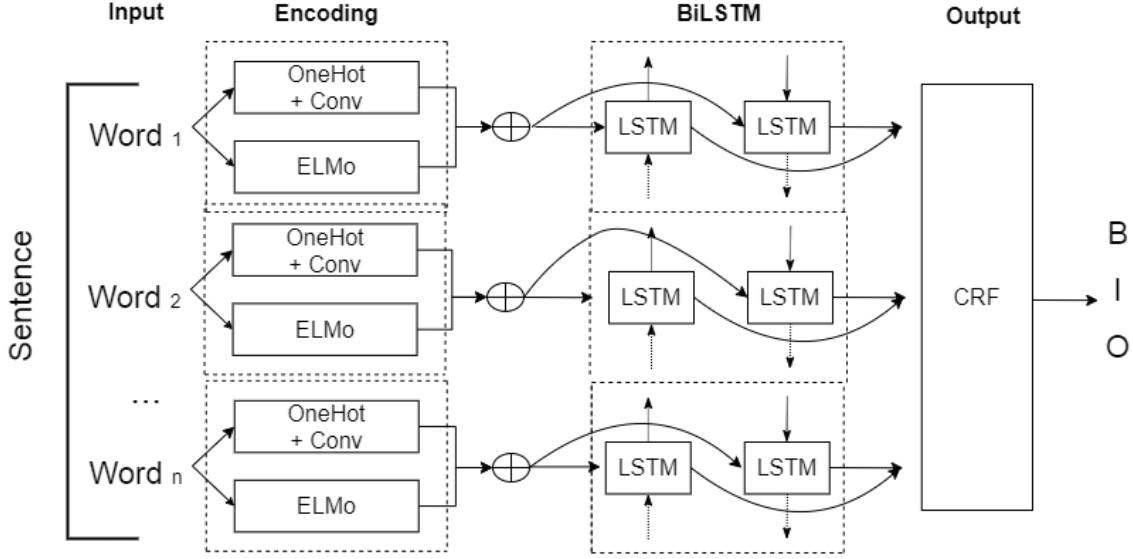 Input
Encoding
BiLSTM
Output
Sentence
Word 1
OneHot
+ Conv
ELMo
LSTM
LSTM
Word 2
OneHot
+ Conv
ELMo
LSTM
LSTM
...
Word n
OneHot
+ Conv
ELMo
LSTM
LSTM
CRF
B
I
O